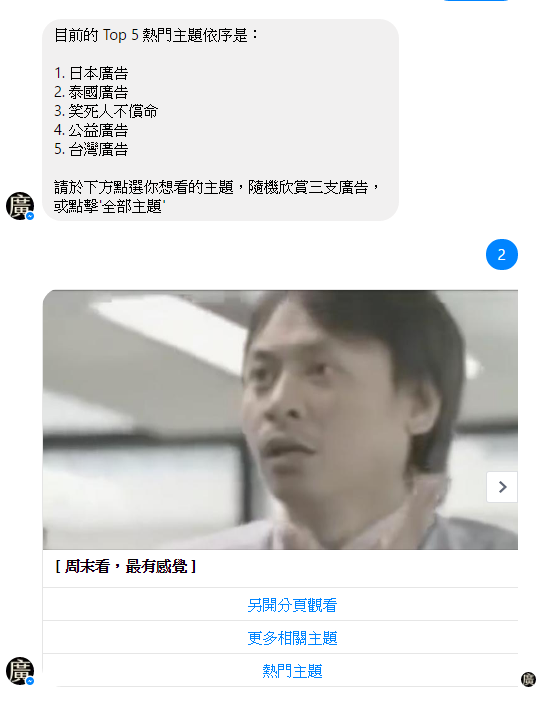 目前的 Top 5 熱門主題依序是：
1. 日本廣告
2. 泰國廣告
3. 笑死人不償命
4. 公益廣告
5. 台灣廣告
請於下方點選你想看的主題，隨機欣賞三支廣告，
或點擊'全部主題'
廣
2
[ 周末看，最有感覺 ]
另開分頁觀看
更多相關主題
熱門主題
廣
廣